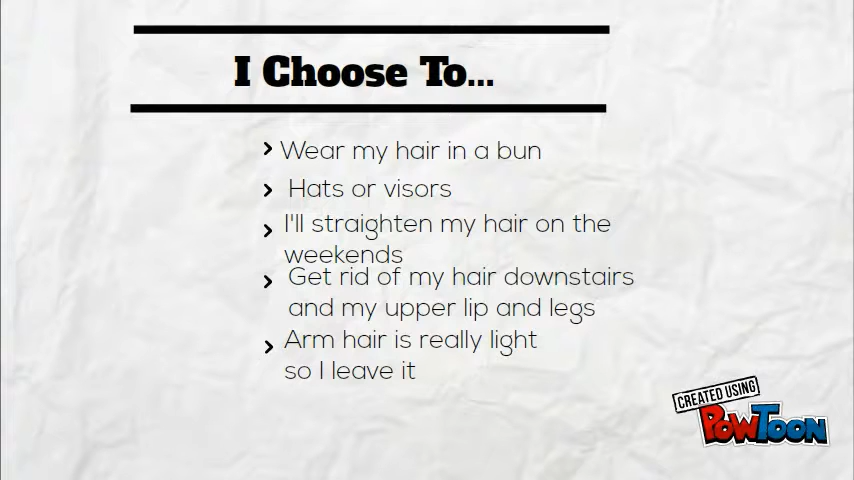 I Choose To...
Wear my hair in a bun
Hats or visors
I'll straighten my hair on the
weekends
Get rid of my hair downstairs
and my upper lip and legs
Arm hair is really light
so I leave it
CREATED USING
POWTOON